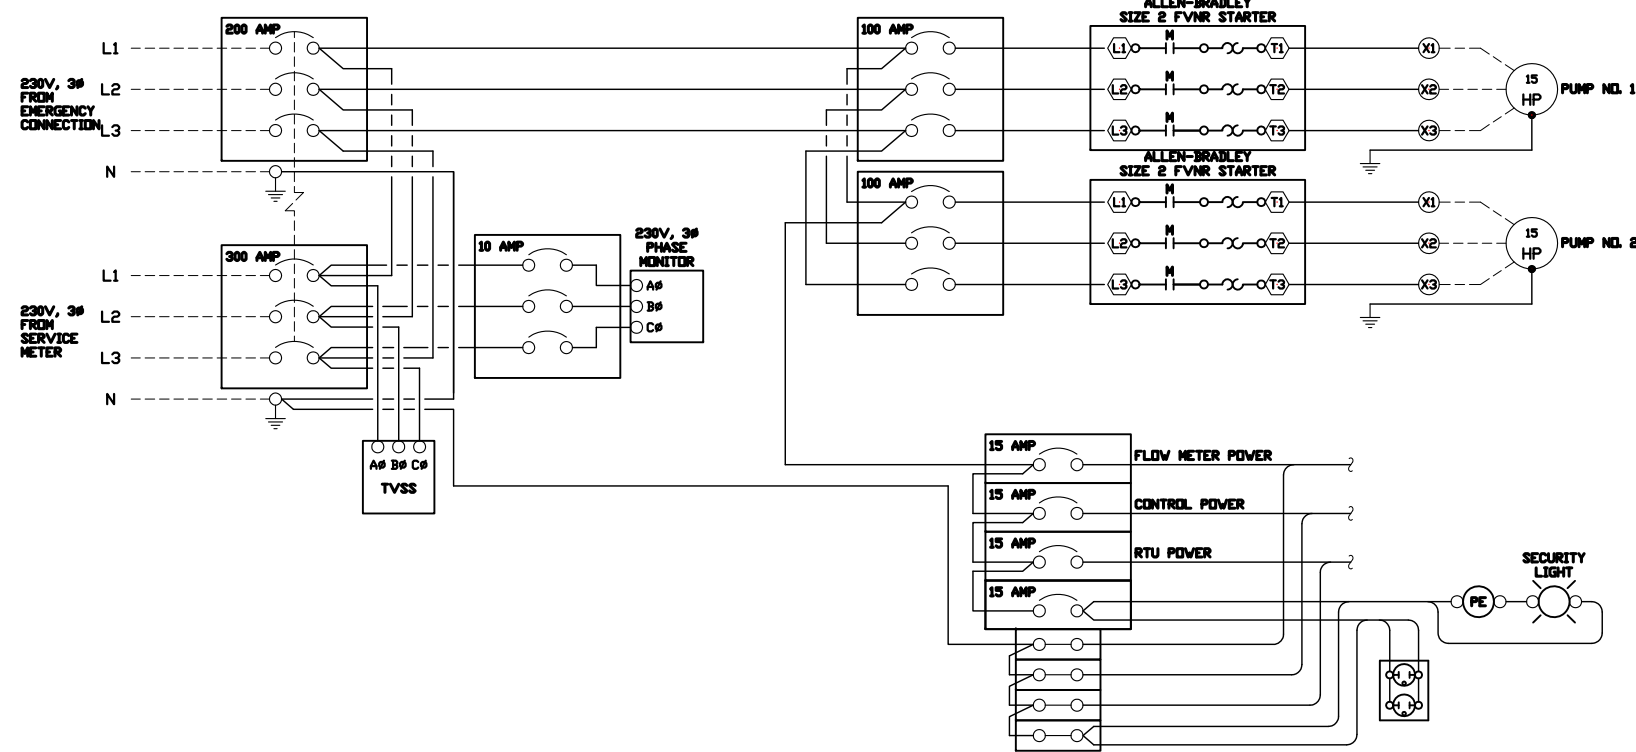 200 AMP
L1
L2
L3
N
230V, 3Ø
FROM
EMERGENCY
CONNECTION
300 AMP
L1
L2
L3
N
230V, 3Ø
FROM
SERVICE
METER
10 AMP
230V, 3Ø
PHASE
MONITOR
AØ
BØ
CØ
AØ BØ CØ
TVSS
100 AMP
ALLEN-BRADLEY
SIZE 2 FVNR STARTER
L1 M T1 X1
L2 M T2 X2
L3 M T3 X3
15
HP
PUMP NO. 1
100 AMP
ALLEN-BRADLEY
SIZE 2 FVNR STARTER
L1 M T1 X1
L2 M T2 X2
L3 M T3 X3
15
HP
PUMP NO. 2
15 AMP
FLOW METER POWER
15 AMP
CONTROL POWER
15 AMP
RTU POWER
15 AMP
PE
SECURITY
LIGHT